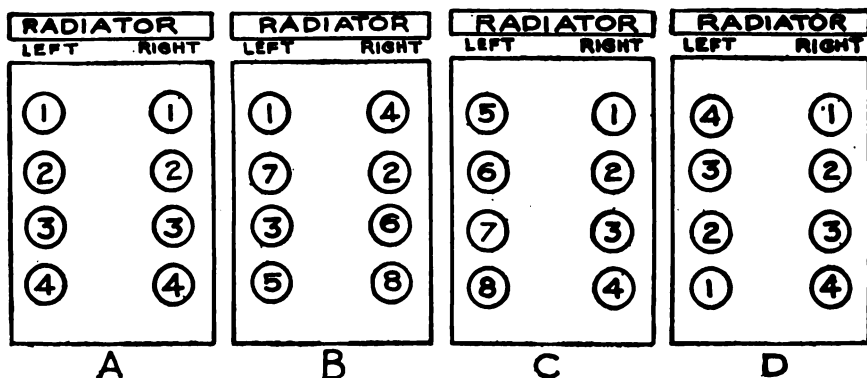 RADIATOR RADIATOR RADIATOR RADIATOR
LEFT RIGHT LEFT RIGHT LEFT RIGHT LEFT RIGHT
1 1 1 4 5 1 4 1
2 2 7 2 6 2 3 2
3 3 3 6 7 3 2 3
4 4 5 8 8 4 1 4
A B C D